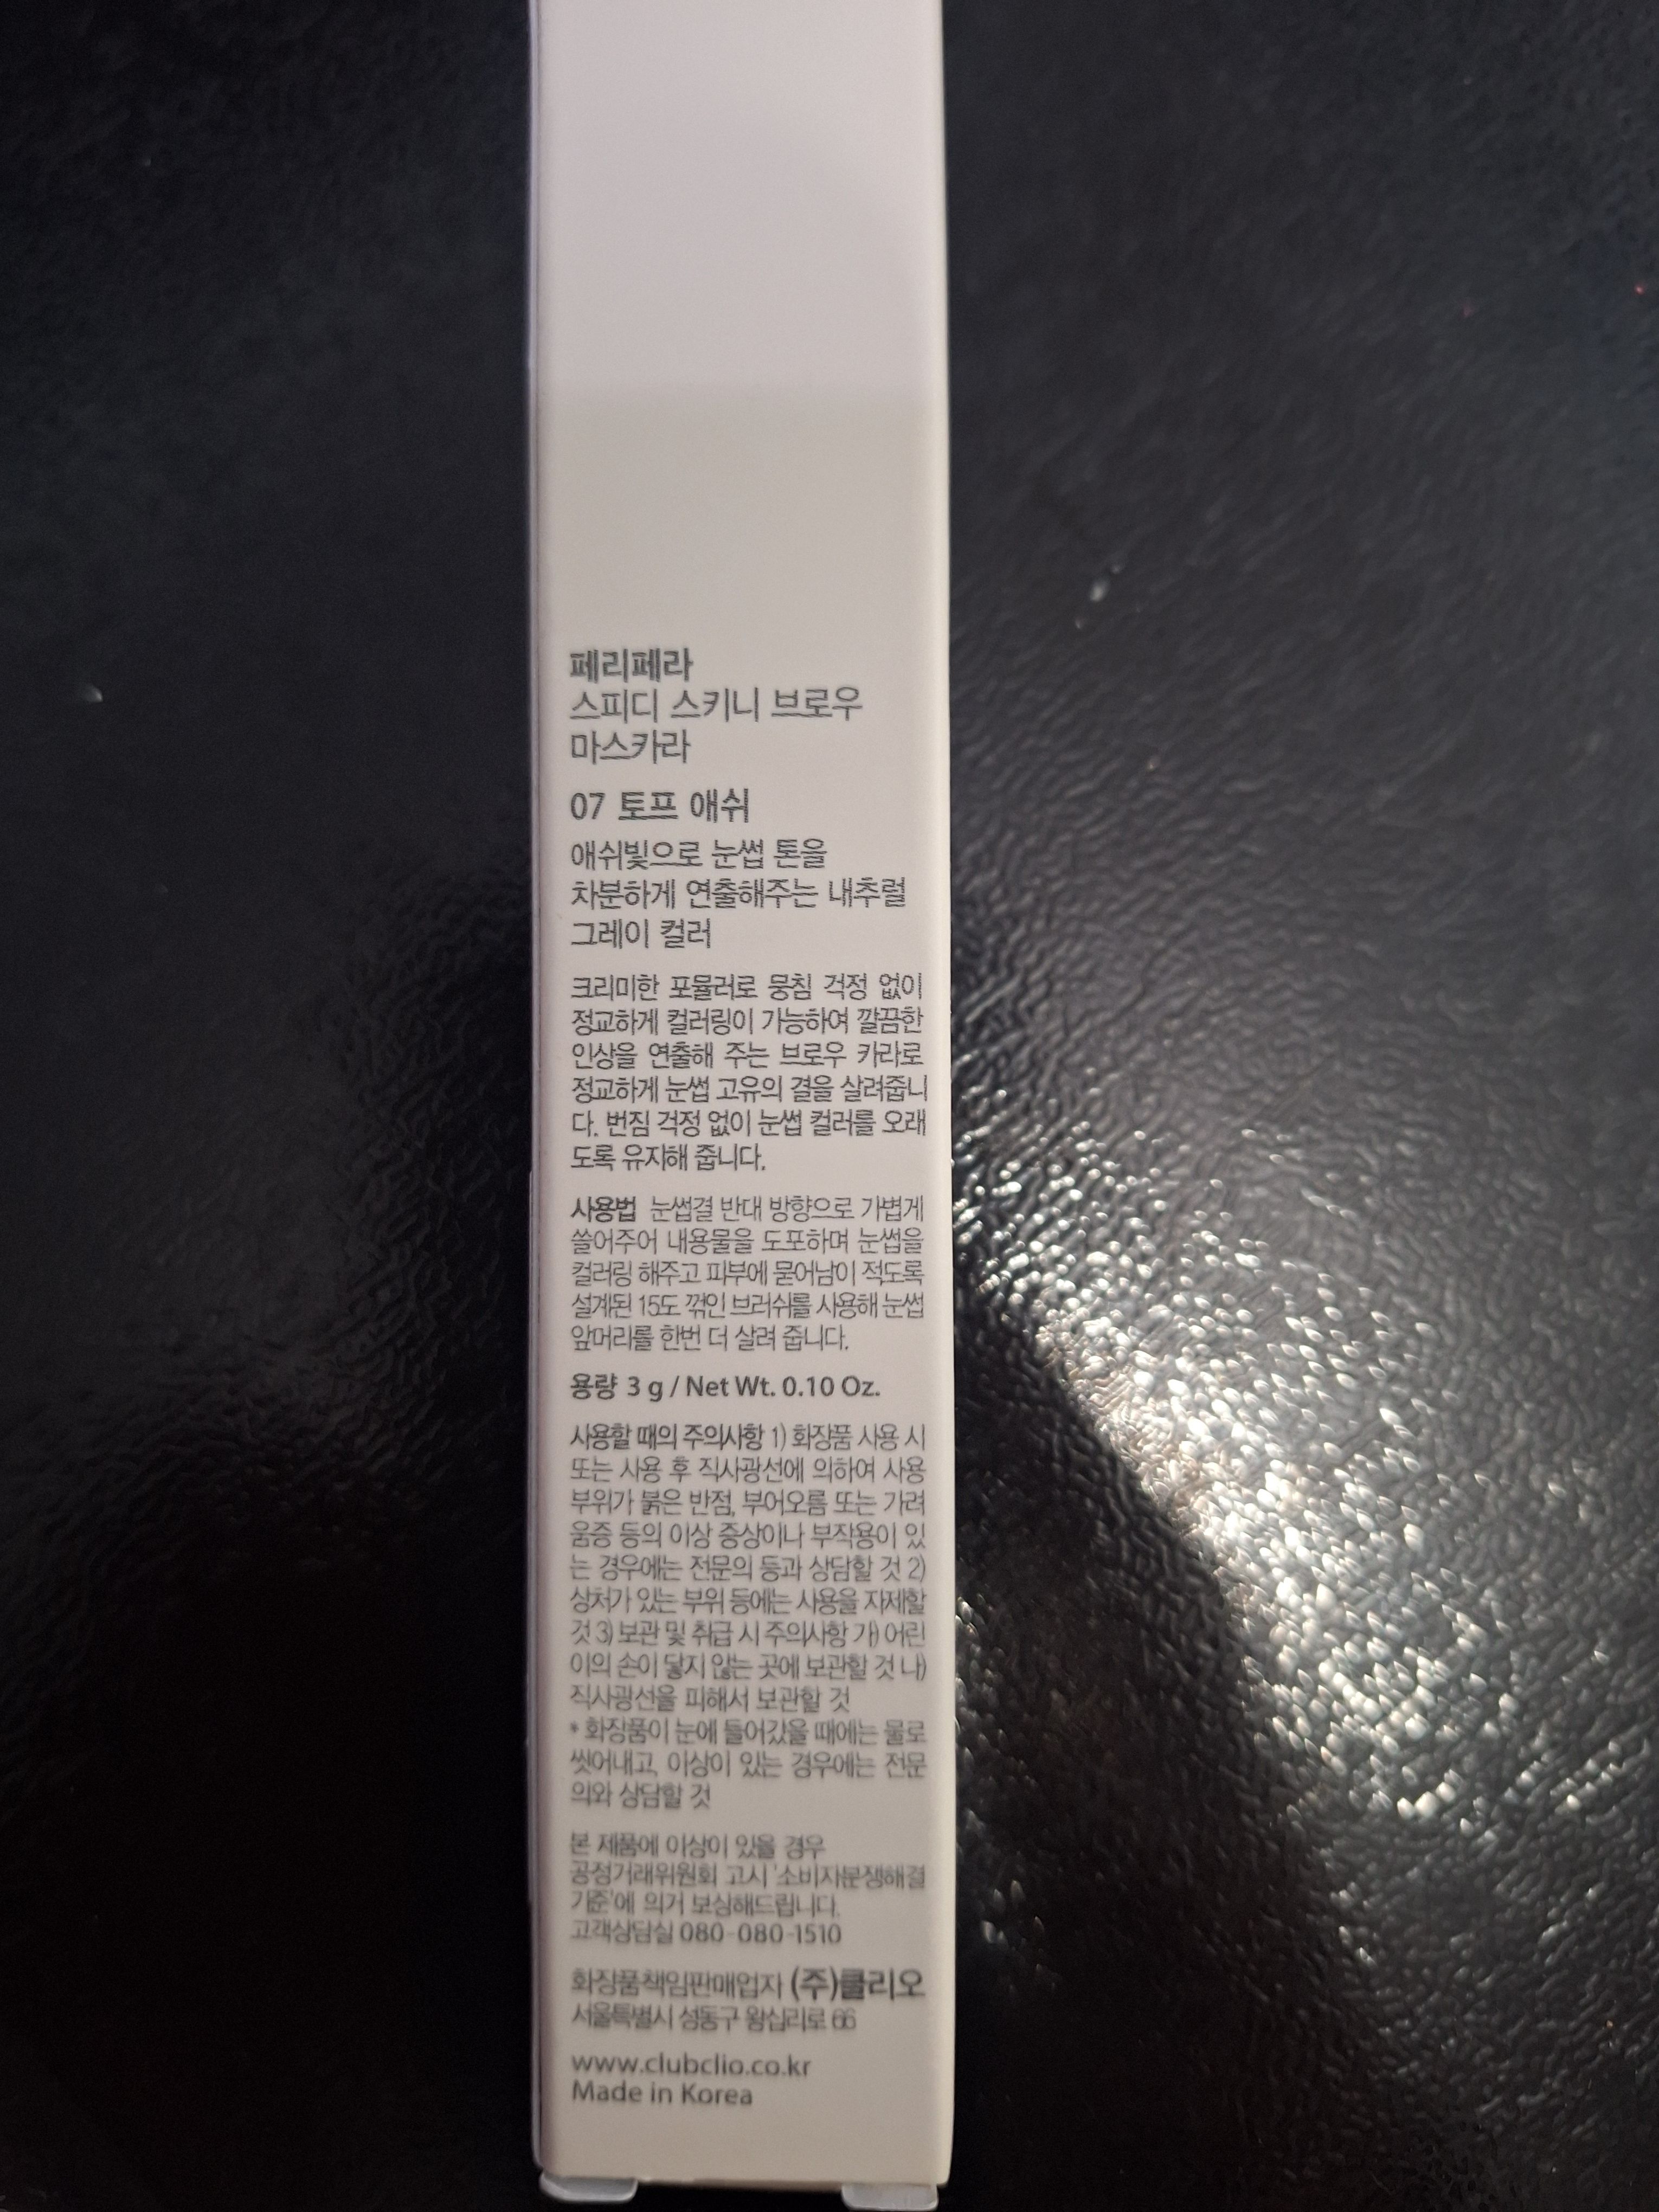 페리페라
스피디 스키니 브로우
마스카라
07 토프 애쉬
애쉬빛으로 눈썹 톤을
차분하게 연출해주는 내추럴
그레이 컬러
크리미한 포뮬러로 뭉침 걱정 없이
정교하게 컬러링이 가능하여 깔끔한
인상을 연출해 주는 브로우 카라로
정교하게 눈썹 고유의 결을 살려줍니
다. 번짐 걱정 없이 눈썹 컬러를 오래
도록 유지해 줍니다.
사용법 눈썹결 반대 방향으로 가볍게
쓸어주어 내용물을 도포하며 눈썹을
컬러링 해주고 피부에 묻어남이 적도록
설계된 15도 꺾인 브러쉬를 사용해 눈썹
앞머리를 한번 더 살려 줍니다.
용량 3 g / Net Wt. 0.10 Oz.
사용할 때의 주의사항 1) 화장품 사용 시
또는 사용 후 직사광선에 의하여 사용
부위가 붉은 반점, 부어오름 또는 가려
움증 등의 이상 증상이나 부작용이 있
는 경우에는 전문의 등과 상담할 것 2)
상처가 있는 부위 등에는 사용을 자제할
것 3) 보관 및 취급 시 주의사항 가) 어린
이의 손이 닿지 않는 곳에 보관할 것 나)
직사광선을 피해서 보관할 것
* 화장품이 눈에 들어갔을 때에는 물로
씻어내고, 이상이 있는 경우에는 전문
의와 상담할 것
본 제품에 이상이 있을 경우
공정거래위원회 고시 '소비자분쟁해결
기준'에 의거 보상해드립니다.
고객상담실 080-080-1510
화장품책임판매업자 (주)클리오
서울특별시 성동구 왕십리로 66
www.clubclio.co.kr
Made in Korea